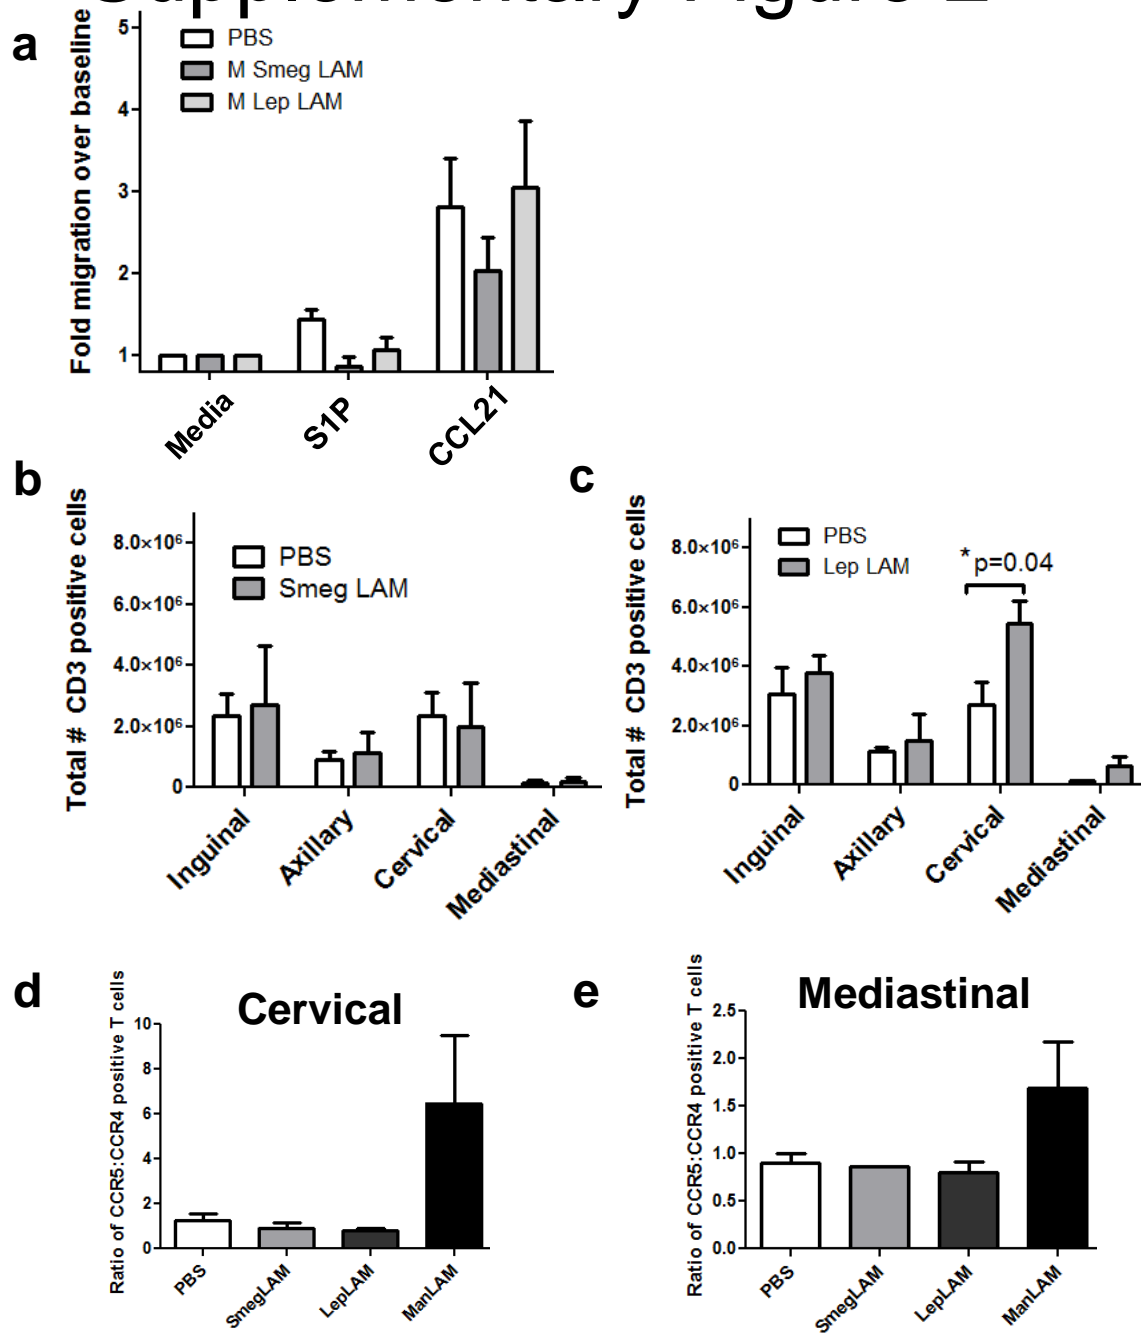 Supplementary Figure 2
a
Fold migration over baseline
5
4
3
2
1
PBS
M Smeg LAM
M Lep LAM
Media
S1P
CCL21
b
Total # CD3 positive cells
8.0×10⁶
6.0×10⁶
4.0×10⁶
2.0×10⁶
0
PBS
Smeg LAM
Inguinal
Axillary
Cervical
Mediastinal
c
Total # CD3 positive cells
8.0×10⁶
6.0×10⁶
4.0×10⁶
2.0×10⁶
0
PBS
Lep LAM
* p=0.04
Inguinal
Axillary
Cervical
Mediastinal
d
Cervical
Ratio of CCR5:CCR4 positive T cells
10
8
6
4
2
0
PBS
SmegLAM
LepLAM
ManLAM
e
Mediastinal
Ratio of CCR5:CCR4 positive T cells
2.5
2.0
1.5
1.0
0.5
0.0
PBS
SmegLAM
LepLAM
ManLAM